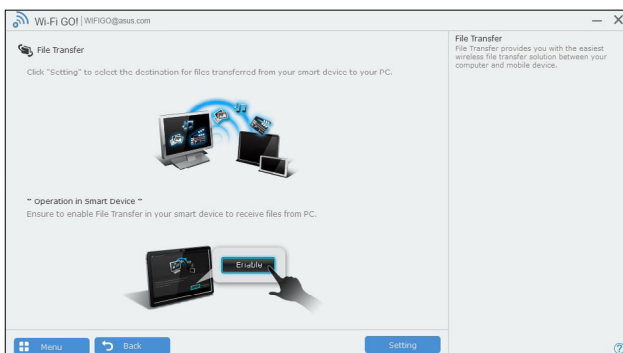 Wi-Fi GO! | WIFIGO@asus.com
File Transfer
Click "Setting" to select the destination for files transferred from your smart device to your PC.
" Operation in Smart Device "
Ensure to enable File Transfer in your smart device to receive files from PC.
Enable
Menu
Back
Setting
File Transfer
File Transfer provides you with the easiest
wireless file transfer solution between your
computer and mobile device.
?